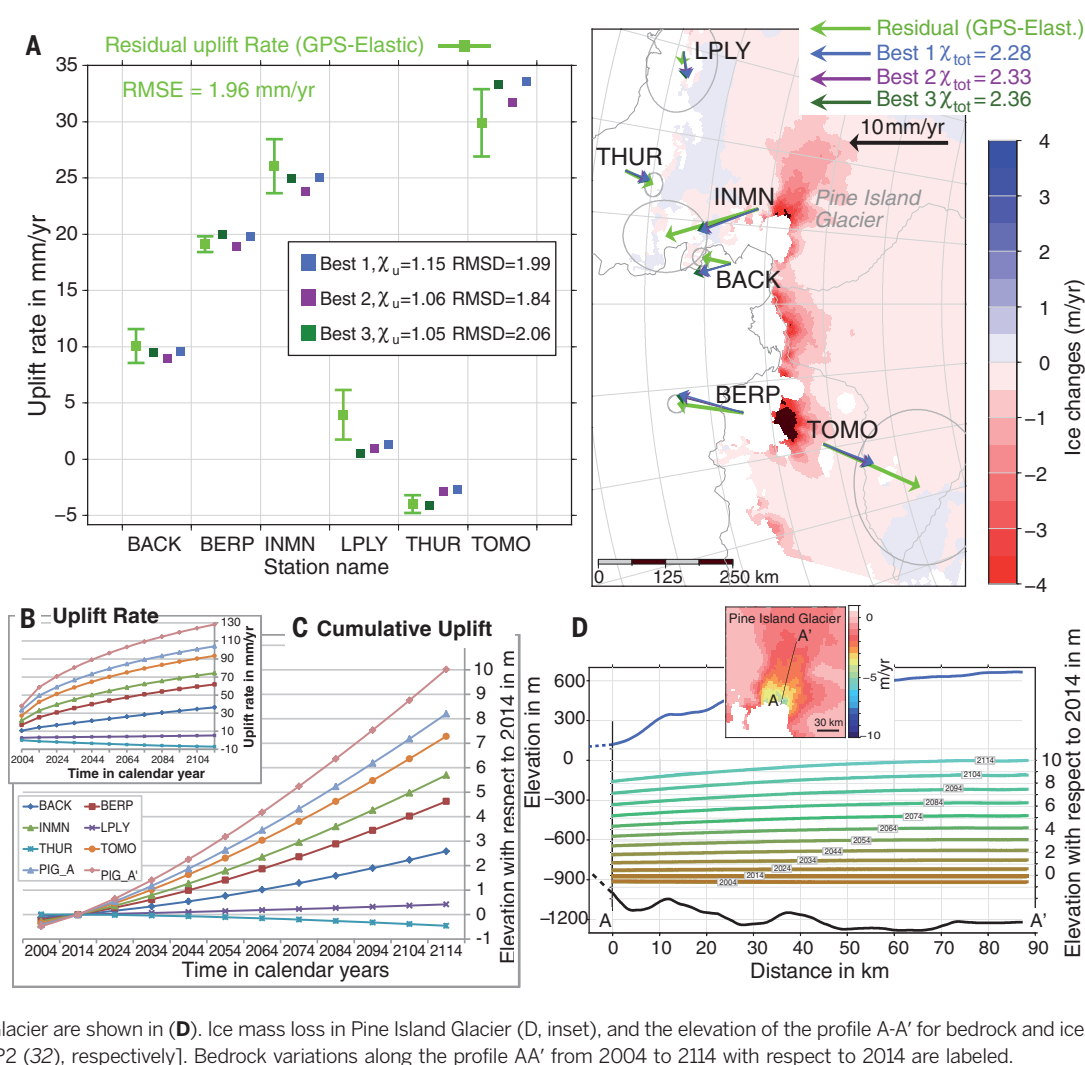 A
Residual uplift Rate (GPS-Elastic)
RMSE = 1.96 mm/yr
35
30
25
20
15
10
5
0
−5
Uplift rate in mm/yr
Best 1, χu=1.15 RMSD=1.99
Best 2, χu=1.06 RMSD=1.84
Best 3, χu=1.05 RMSD=2.06
BACK BERP INMN LPLY THUR TOMO
Station name
Residual (GPS-Elast.)
Best 1 χtot=2.28
Best 2 χtot=2.33
Best 3 χtot=2.36
10mm/yr
LPLY
THUR
INMN
Pine Island
Glacier
BACK
BERP
TOMO
0 125 250 km
4
3
2
1
0
−1
−2
−3
−4
Ice changes (m/yr)
B Uplift Rate
130
110
90
70
50
30
10
-10
Uplift rate in mm/yr
2004 2024 2044 2064 2084 2104
Time in calendar year
C Cumulative Uplift
10
9
8
7
6
5
4
3
2
1
0
-1
Elevation with respect to 2014 in m
BACK BERP
INMN LPLY
THUR TOMO
PIG_A PIG_A'
2004 2014 2024 2034 2044 2054 2064 2074 2084 2094 2104 2114
Time in calendar years
D
Pine Island Glacier
A'
A
30 km
0
−5
−10
m/yr
600
300
0
−300
−600
−900
−1200
Elevation in m
2114
2104
2094
2084
2074
2064
2054
2044
2034
2024
2014
2004
10
8
6
4
2
0
Elevation with respect to 2014 in m
A A'
0 10 20 30 40 50 60 70 80 90
Distance in km
Glacier are shown in (D). Ice mass loss in Pine Island Glacier (D, inset), and the elevation of the profile A-A′ for bedrock and ice
P2 (32), respectively]. Bedrock variations along the profile AA′ from 2004 to 2114 with respect to 2014 are labeled.